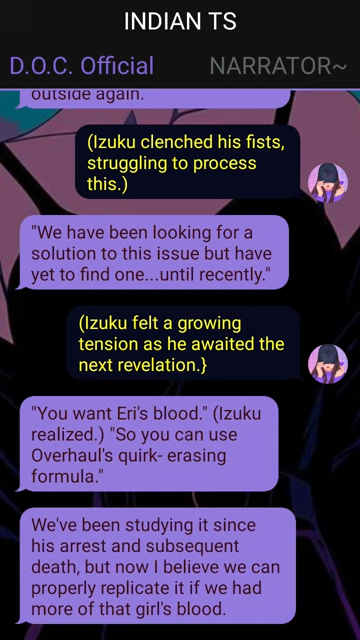 INDIAN TS
D.O.C. Official
NARRATOR~
outside again.
(Izuku clenched his fists,
struggling to process
this.)
"We have been looking for a
solution to this issue but have
yet to find one...until recently."
(Izuku felt a growing
tension as he awaited the
next revelation.}
"You want Eri's blood." (Izuku
realized.) "So you can use
Overhaul's quirk- erasing
formula."
We've been studying it since
his arrest and subsequent
death, but now I believe we can
properly replicate it if we had
more of that girl's blood.